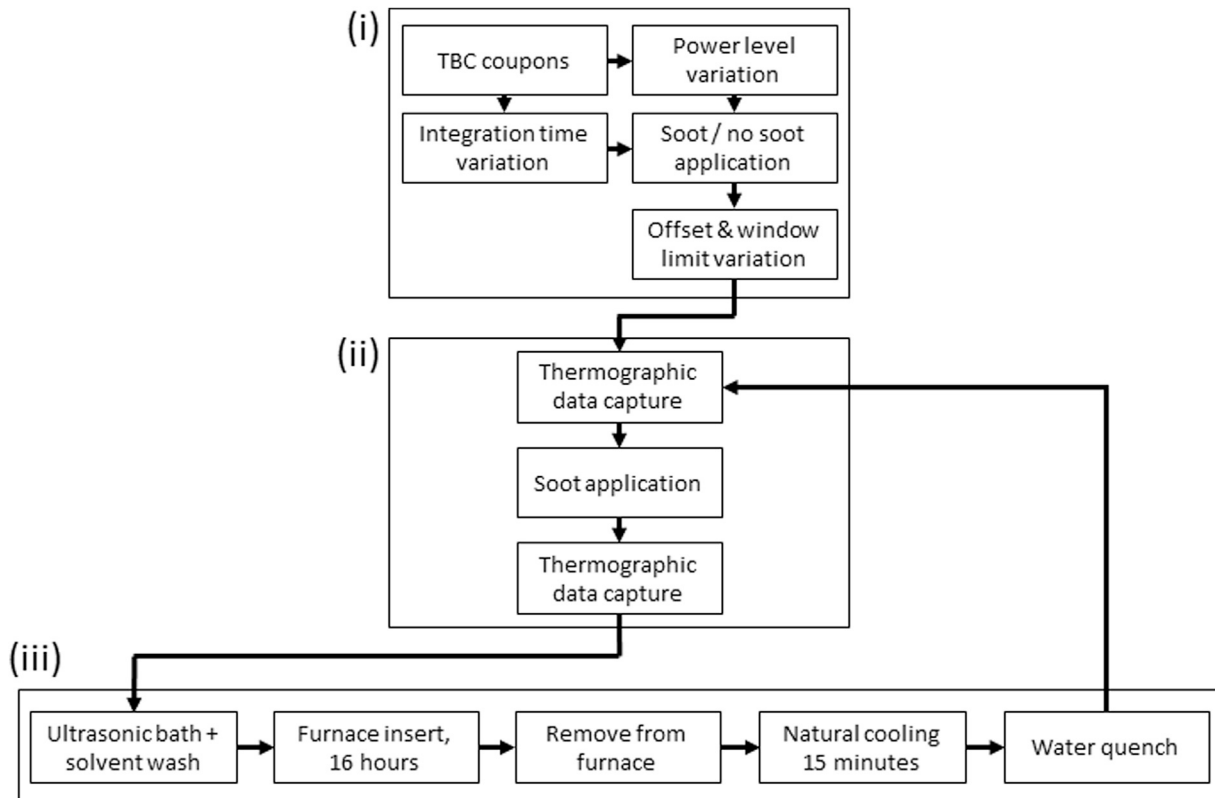 (i)
TBC coupons
Power level
variation
Integration time
variation
Soot / no soot
application
Offset & window
limit variation
(ii)
Thermographic
data capture
Soot application
Thermographic
data capture
(iii)
Ultrasonic bath +
solvent wash
Furnace insert,
16 hours
Remove from
furnace
Natural cooling
15 minutes
Water quench